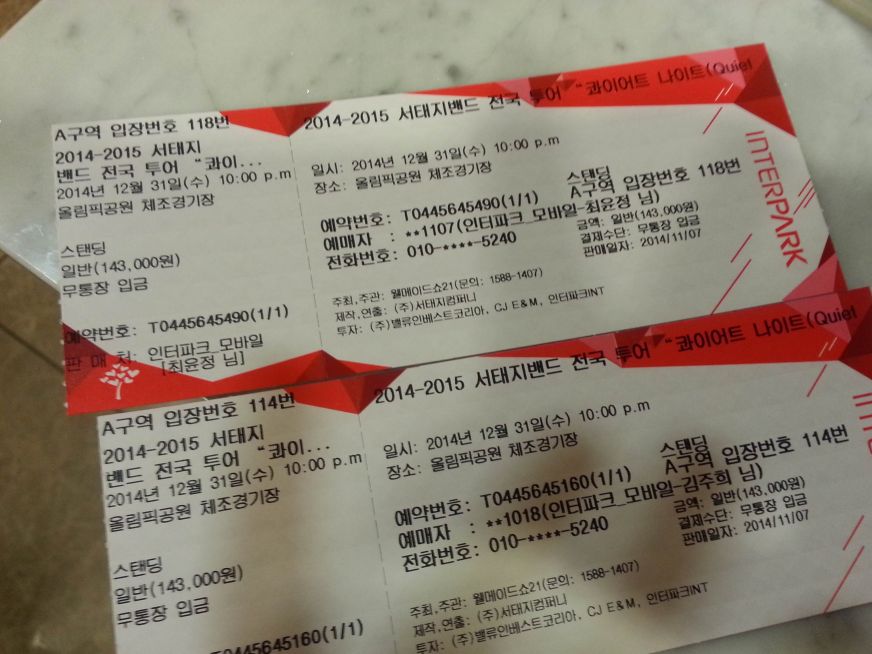 A구역 입장번호 118번
2014-2015 서태지
밴드 전국 투어 “콰이...
2014년 12월 31일(수) 10:00 p.m
올림픽공원 체조경기장
스탠딩
일반(143,000원)
무통장 입금
예약번호: T0445645490(1/1)
판 매 처: 인터파크_모바일
[최윤정 님]
2014-2015 서태지밴드 전국 투어 “콰이어트 나이트(Quiet
일시: 2014년 12월 31일(수) 10:00 p.m
장소: 올림픽공원 체조경기장
스탠딩
A구역 입장번호 118번
예약번호: T0445645490(1/1)
예매자 : **1107(인터파크_모바일-최윤정 님)
전화번호: 010-****-5240
금액: 일반(143,000원)
결제수단: 무통장 입금
판매일자: 2014/11/07
주최,주관: 웰메이드쇼21(문의: 1588-1407)
제작,연출: (주)서태지컴퍼니
투자: (주)밸류인베스트코리아, CJ E&M, 인터파크INT
INTERPARK
A구역 입장번호 114번
2014-2015 서태지
밴드 전국 투어 “콰이...
2014년 12월 31일(수) 10:00 p.m
올림픽공원 체조경기장
스탠딩
일반(143,000원)
무통장 입금
T0445645160(1/1)
2014-2015 서태지밴드 전국 투어 “콰이어트 나이트(Quiet
일시: 2014년 12월 31일(수) 10:00 p.m
장소: 올림픽공원 체조경기장
스탠딩
A구역 입장번호 114번
예약번호: T0445645160(1/1)
예매자 : **1018(인터파크_모바일-김주희 님)
전화번호: 010-****-5240
금액: 일반(143,000원)
결제수단: 무통장 입금
판매일자: 2014/11/07
주최,주관: 웰메이드쇼21(문의: 1588-1407)
제작,연출: (주)서태지컴퍼니
투자: (주)밸류인베스트코리아, CJ E&M, 인터파크INT